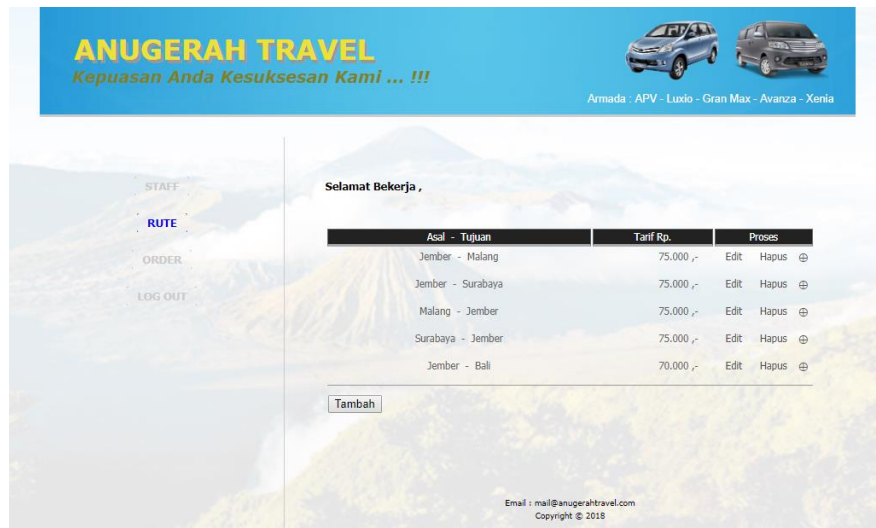 ANUGERAH TRAVEL
Kepuasan Anda Kesuksesan Kami ... !!!
Armada : APV - Luxio - Gran Max - Avanza - Xenia
STAFF
RUTE
ORDER
LOG OUT
Selamat Bekerja ,
Asal - Tujuan Tarif Rp. Proses
Jember - Malang 75.000 ,- Edit Hapus ⊕
Jember - Surabaya 75.000 ,- Edit Hapus ⊕
Malang - Jember 75.000 ,- Edit Hapus ⊕
Surabaya - Jember 75.000 ,- Edit Hapus ⊕
Jember - Bali 70.000 ,- Edit Hapus ⊕
Tambah
Email : mail@anugerahtravel.com
Copyright © 2018